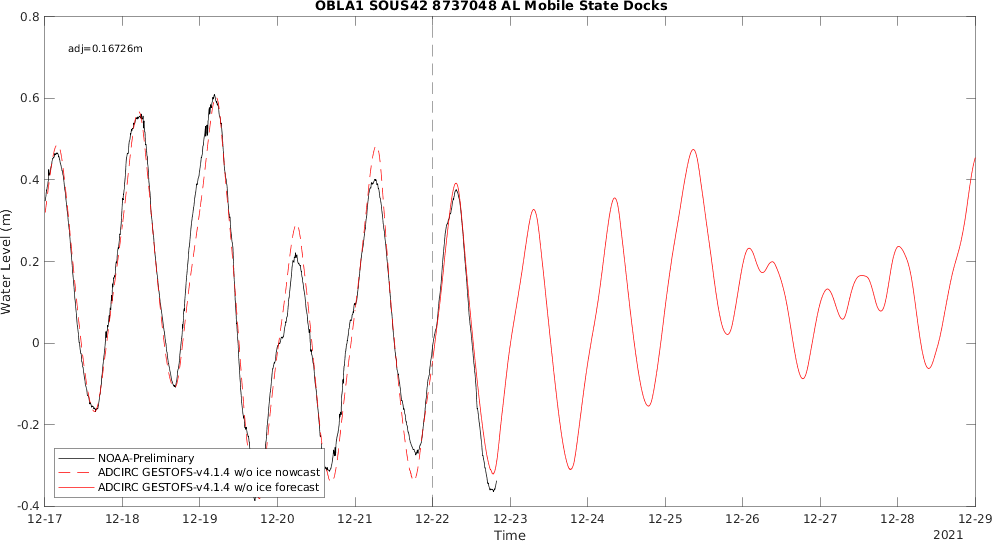 OBLA1 SOUS42 8737048 AL Mobile State Docks
adj=0.16726m
Water Level (m)
0.8
0.6
0.4
0.2
0
-0.2
-0.4
NOAA-Preliminary
ADCIRC GESTOFS-v4.1.4 w/o ice nowcast
ADCIRC GESTOFS-v4.1.4 w/o ice forecast
12-17 12-18 12-19 12-20 12-21 12-22 12-23 12-24 12-25 12-26 12-27 12-28 12-29
Time
2021